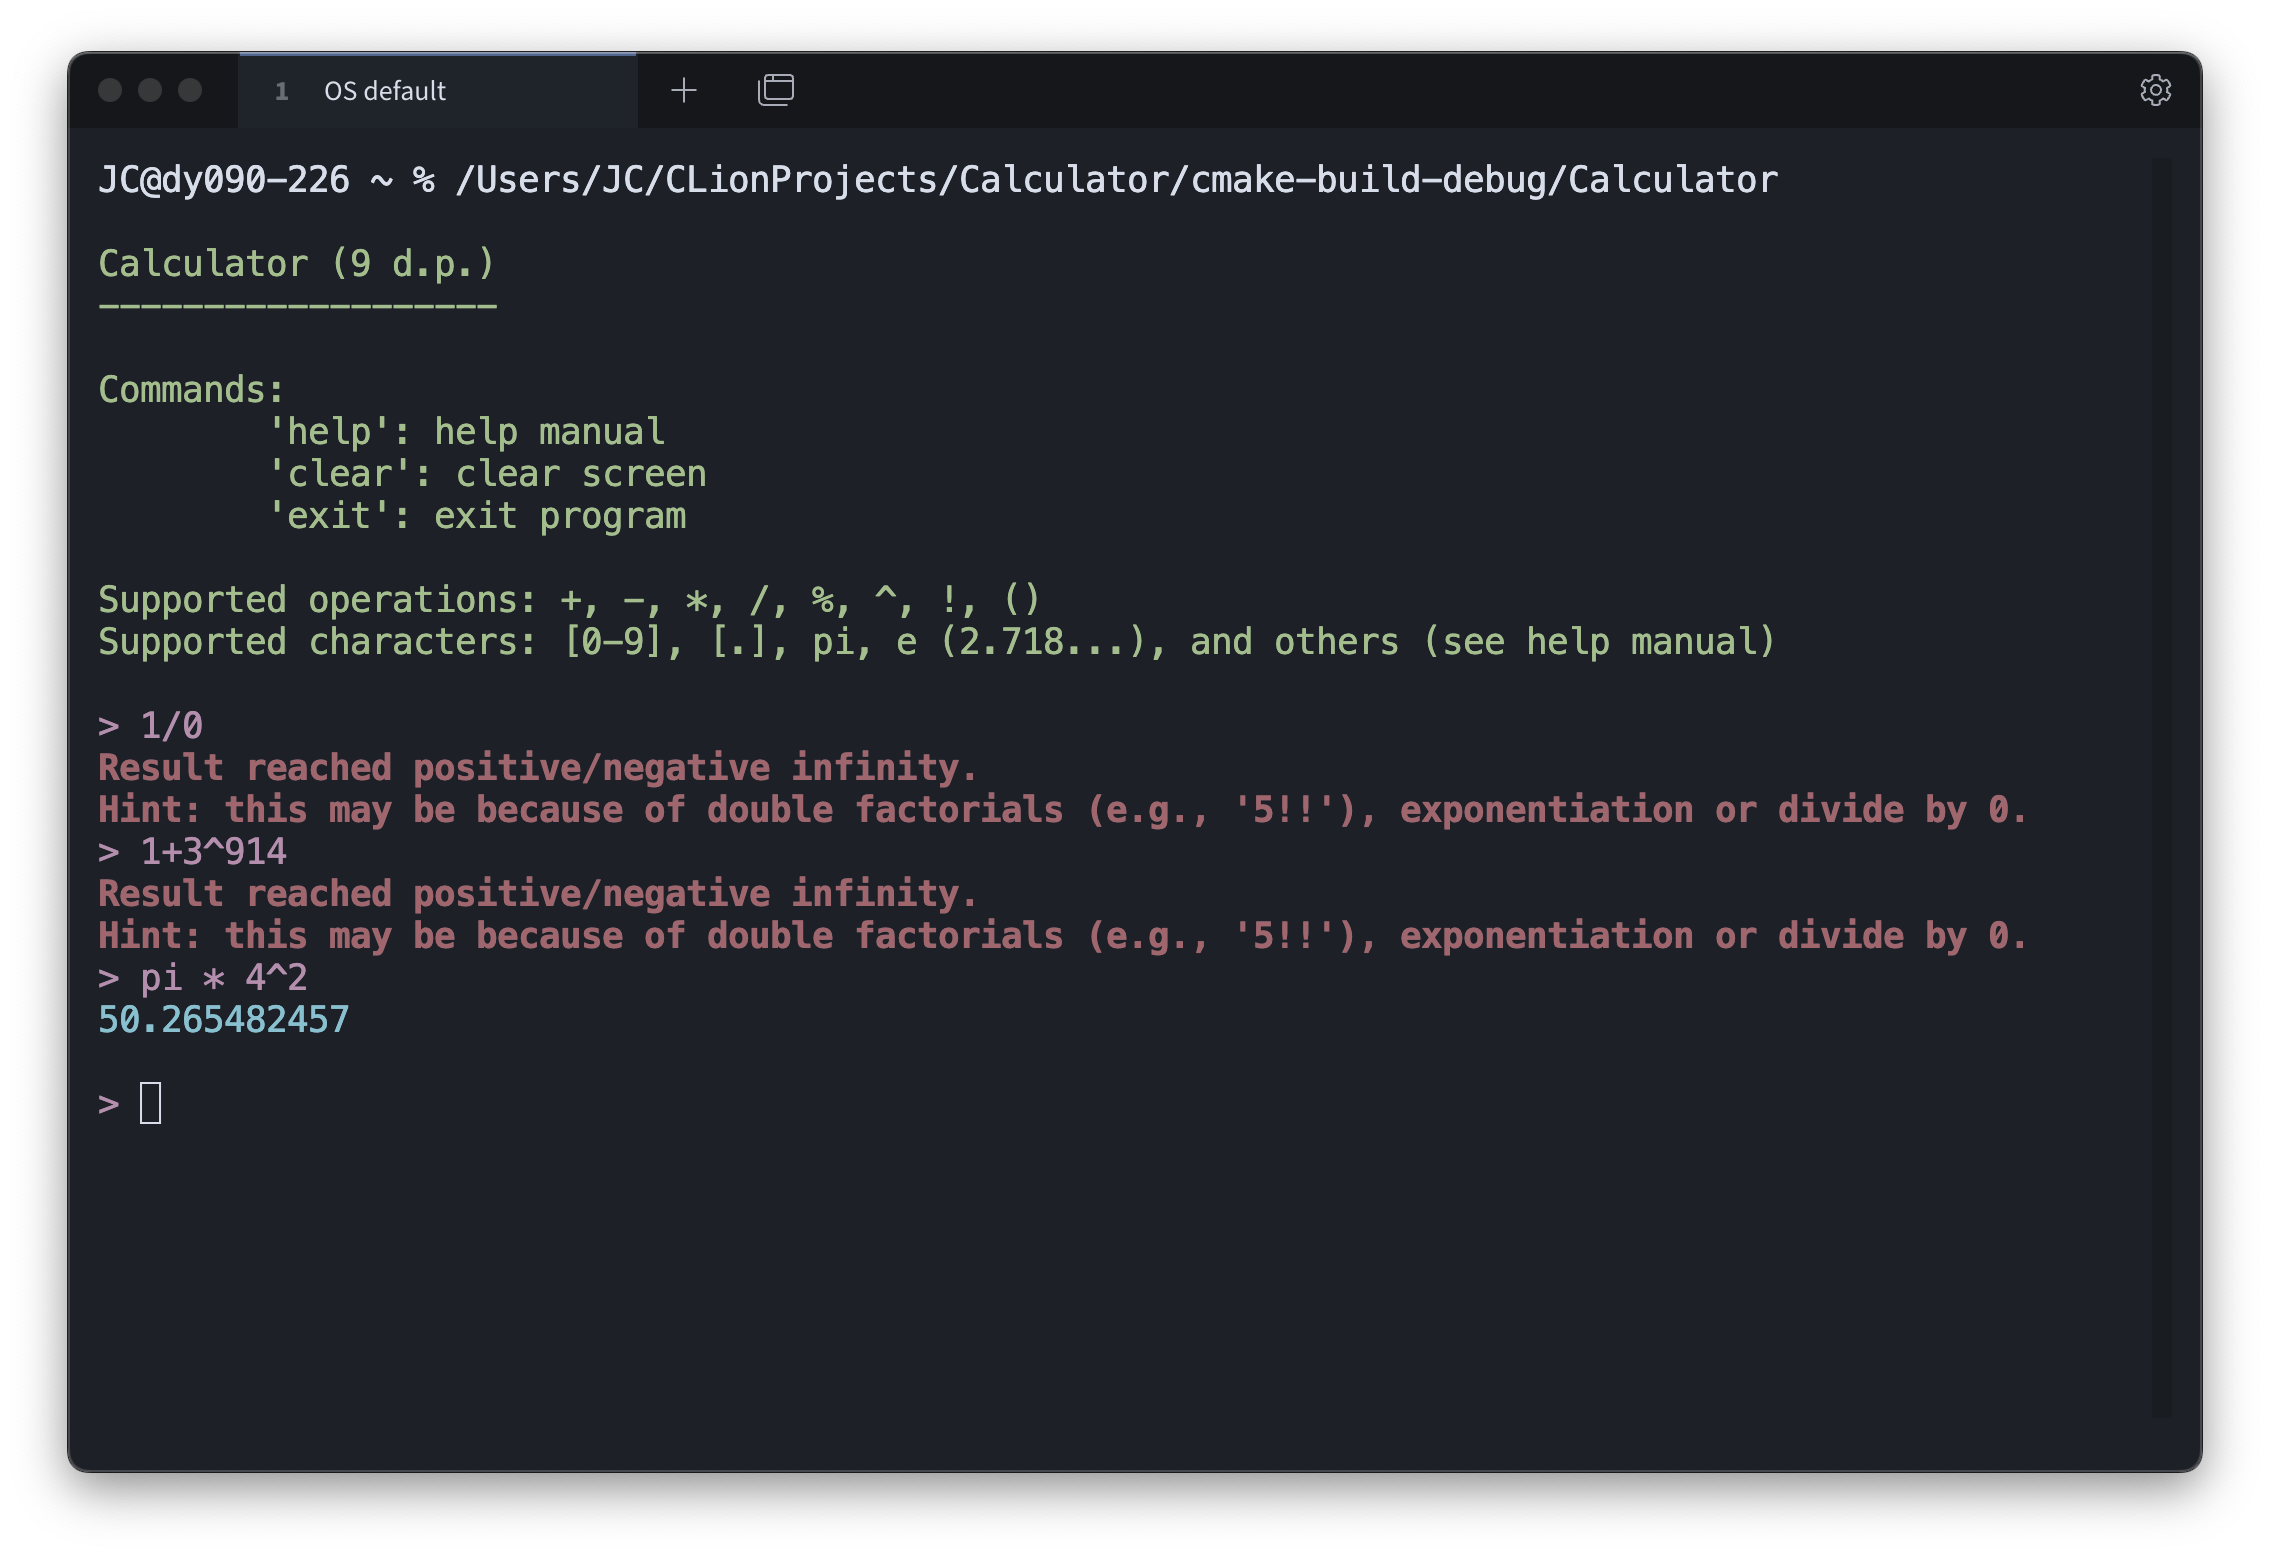 1 OS default
JC@dy090-226 ~ % /Users/JC/CLionProjects/Calculator/cmake-build-debug/Calculator
Calculator (9 d.p.)
-------------------
Commands:
'help': help manual
'clear': clear screen
'exit': exit program
Supported operations: +, -, *, /, %, ^, !, ()
Supported characters: [0-9], [.], pi, e (2.718...), and others (see help manual)
> 1/0
Result reached positive/negative infinity.
Hint: this may be because of double factorials (e.g., '5!!'), exponentiation or divide by 0.
> 1+3^914
Result reached positive/negative infinity.
Hint: this may be because of double factorials (e.g., '5!!'), exponentiation or divide by 0.
> pi * 4^2
50.265482457
>